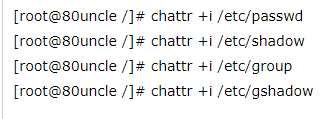 [root@80uncle /]# chattr +i /etc/passwd
[root@80uncle /]# chattr +i /etc/shadow
[root@80uncle /]# chattr +i /etc/group
[root@80uncle /]# chattr +i /etc/gshadow